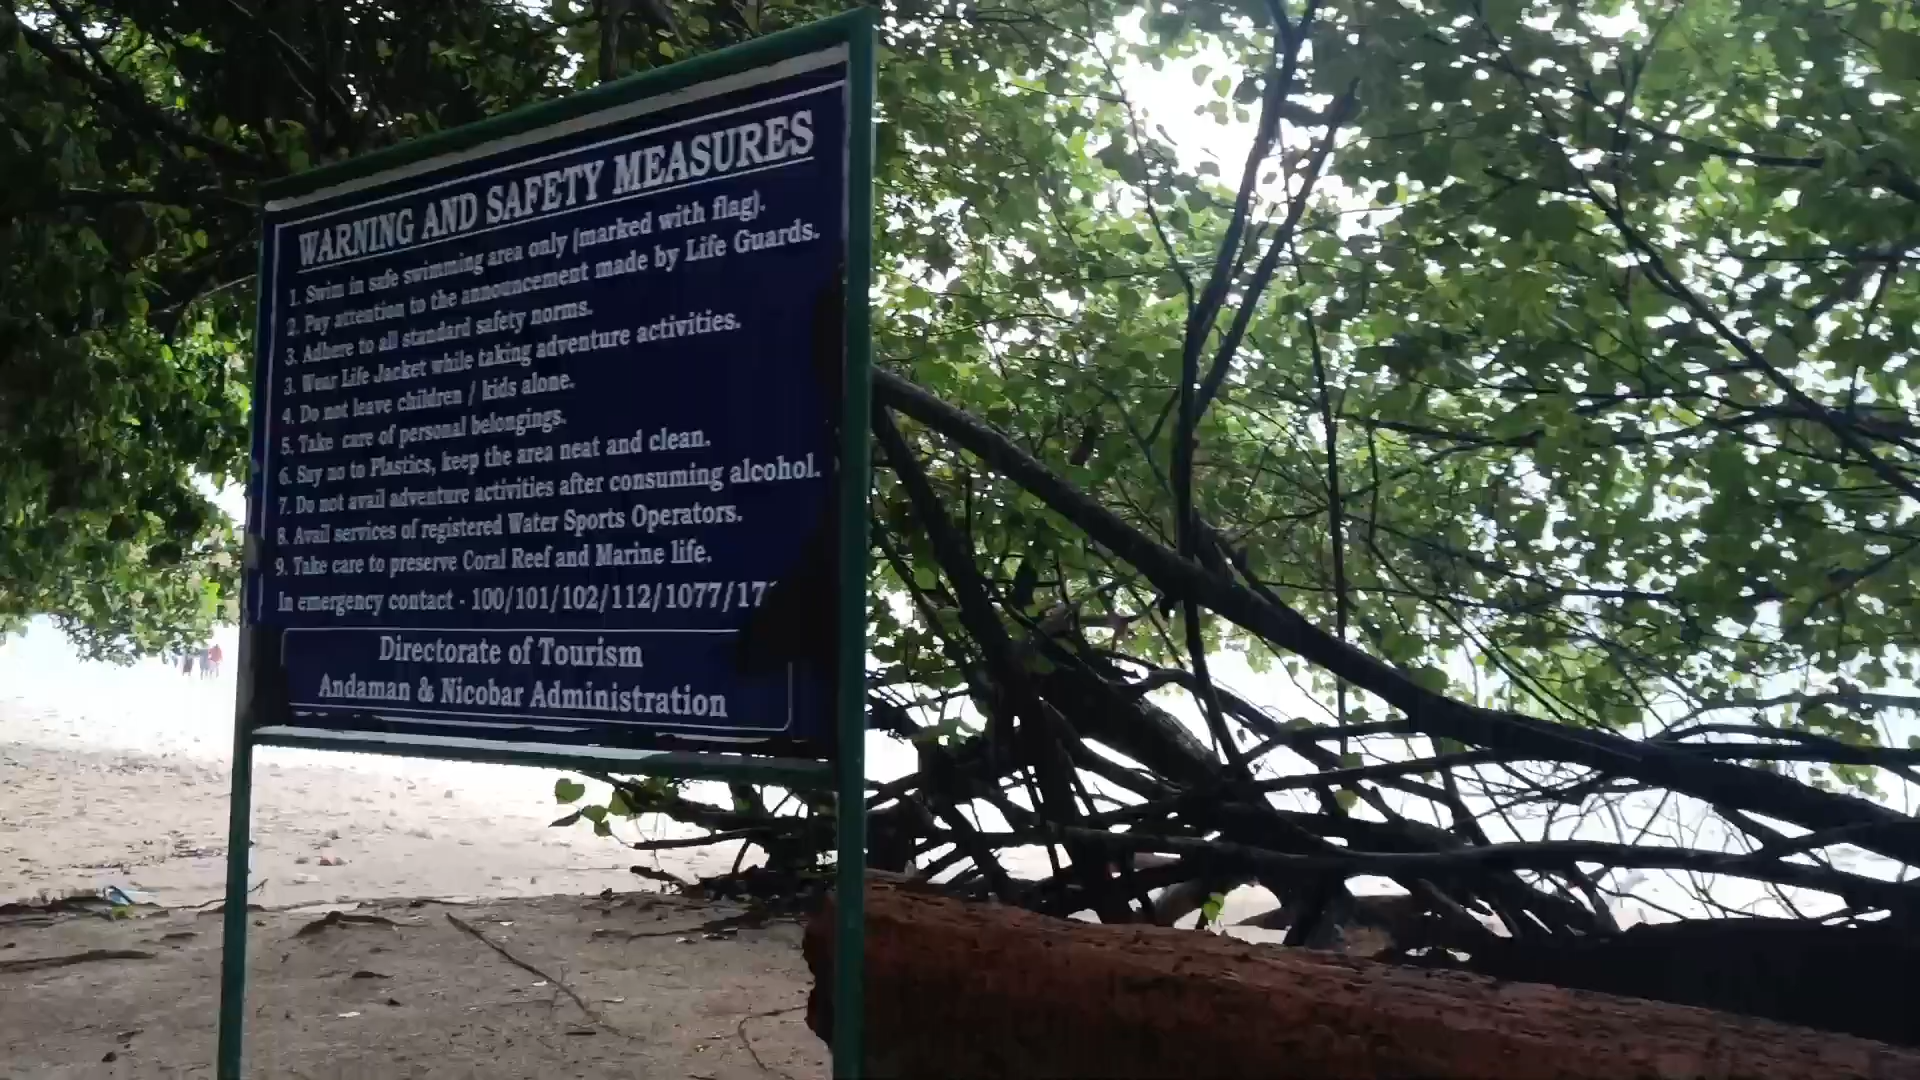 WARNING AND SAFETY MEASURES
1. Swim in safe swimming area only (marked with flag).
2. Pay attention to the announcement made by Life Guards.
3. Adhere to all standard safety norms.
3. Wear Life Jacket while taking adventure activities.
4. Do not leave children / kids alone.
5. Take care of personal belongings.
6. Say no to Plastics, keep the area neat and clean.
7. Do not avail adventure activities after consuming alcohol.
8. Avail services of registered Water Sports Operators.
9. Take care to preserve Coral Reef and Marine life.
In emergency contact - 100/101/102/112/1077/
Directorate of Tourism
Andaman & Nicobar Administration